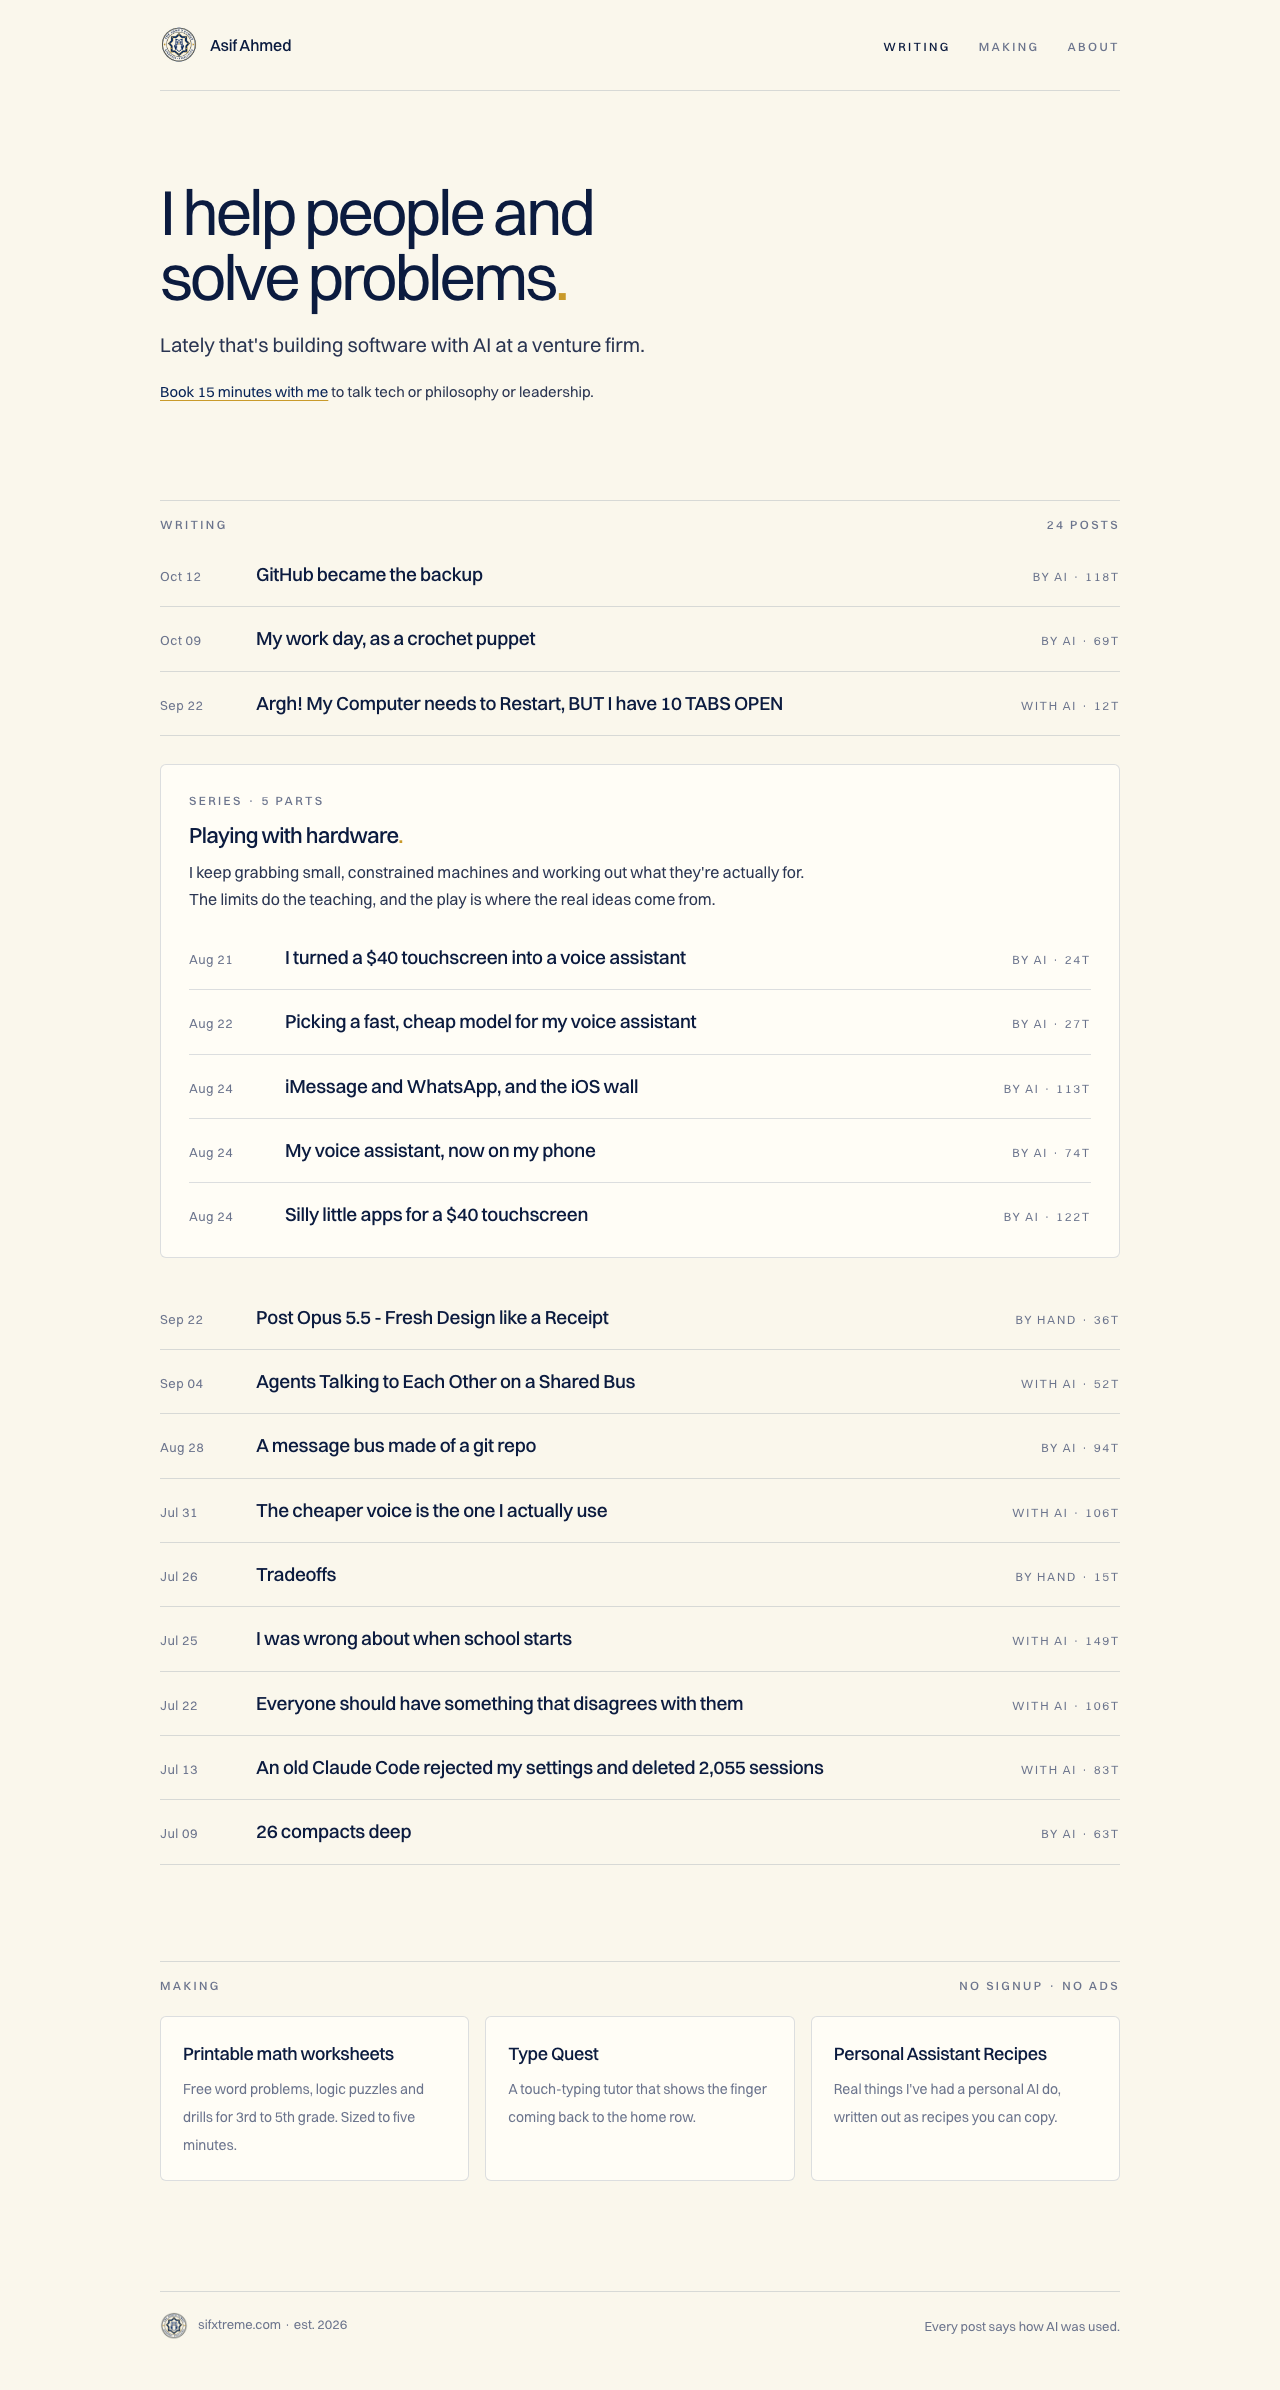 Asif Ahmed
WRITING MAKING ABOUT
I help people and
solve problems.
Lately that's building software with AI at a venture firm.
Book 15 minutes with me to talk tech or philosophy or leadership.
WRITING 24 POSTS
Oct 12 GitHub became the backup BY AI · 118T
Oct 09 My work day, as a crochet puppet BY AI · 69T
Sep 22 Argh! My Computer needs to Restart, BUT I have 10 TABS OPEN WITH AI · 12T
SERIES · 5 PARTS
Playing with hardware.
I keep grabbing small, constrained machines and working out what they're actually for.
The limits do the teaching, and the play is where the real ideas come from.
Aug 21 I turned a $40 touchscreen into a voice assistant BY AI · 24T
Aug 22 Picking a fast, cheap model for my voice assistant BY AI · 27T
Aug 24 iMessage and WhatsApp, and the iOS wall BY AI · 113T
Aug 24 My voice assistant, now on my phone BY AI · 74T
Aug 24 Silly little apps for a $40 touchscreen BY AI · 122T
Sep 22 Post Opus 5.5 - Fresh Design like a Receipt BY HAND · 36T
Sep 04 Agents Talking to Each Other on a Shared Bus WITH AI · 52T
Aug 28 A message bus made of a git repo BY AI · 94T
Jul 31 The cheaper voice is the one I actually use WITH AI · 106T
Jul 26 Tradeoffs BY HAND · 15T
Jul 25 I was wrong about when school starts WITH AI · 149T
Jul 22 Everyone should have something that disagrees with them WITH AI · 106T
Jul 13 An old Claude Code rejected my settings and deleted 2,055 sessions WITH AI · 83T
Jul 09 26 compacts deep BY AI · 63T
MAKING NO SIGNUP · NO ADS
Printable math worksheets
Free word problems, logic puzzles and
drills for 3rd to 5th grade. Sized to five
minutes.
Type Quest
A touch-typing tutor that shows the finger
coming back to the home row.
Personal Assistant Recipes
Real things I've had a personal AI do,
written out as recipes you can copy.
sifxtreme.com · est. 2026
Every post says how AI was used.